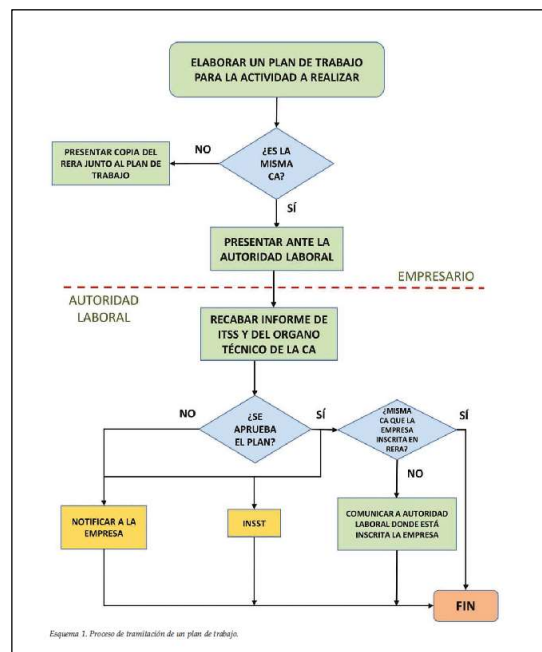 ELABORAR UN PLAN DE TRABAJO
PARA LA ACTIVIDAD A REALIZAR
¿ES LA
MISMA
CA?
NO
PRESENTAR COPIA DEL
RERA JUNTO AL PLAN DE
TRABAJO
SÍ
PRESENTAR ANTE LA
AUTORIDAD LABORAL
EMPRESARIO
AUTORIDAD
LABORAL
RECABAR INFORME DE
ITSS Y DEL ORGANO
TÉCNICO DE LA CA
NO
¿SE
APRUEBA
EL PLAN?
SÍ
¿MISMA
CA QUE LA
EMPRESA
INSCRITA EN
RERA?
SÍ
NO
NOTIFICAR A LA
EMPRESA
INSST
COMUNICAR A AUTORIDAD
LABORAL DONDE ESTÁ
INSCRITA LA EMPRESA
FIN
Esquema 1. Proceso de tramitación de un plan de trabajo.